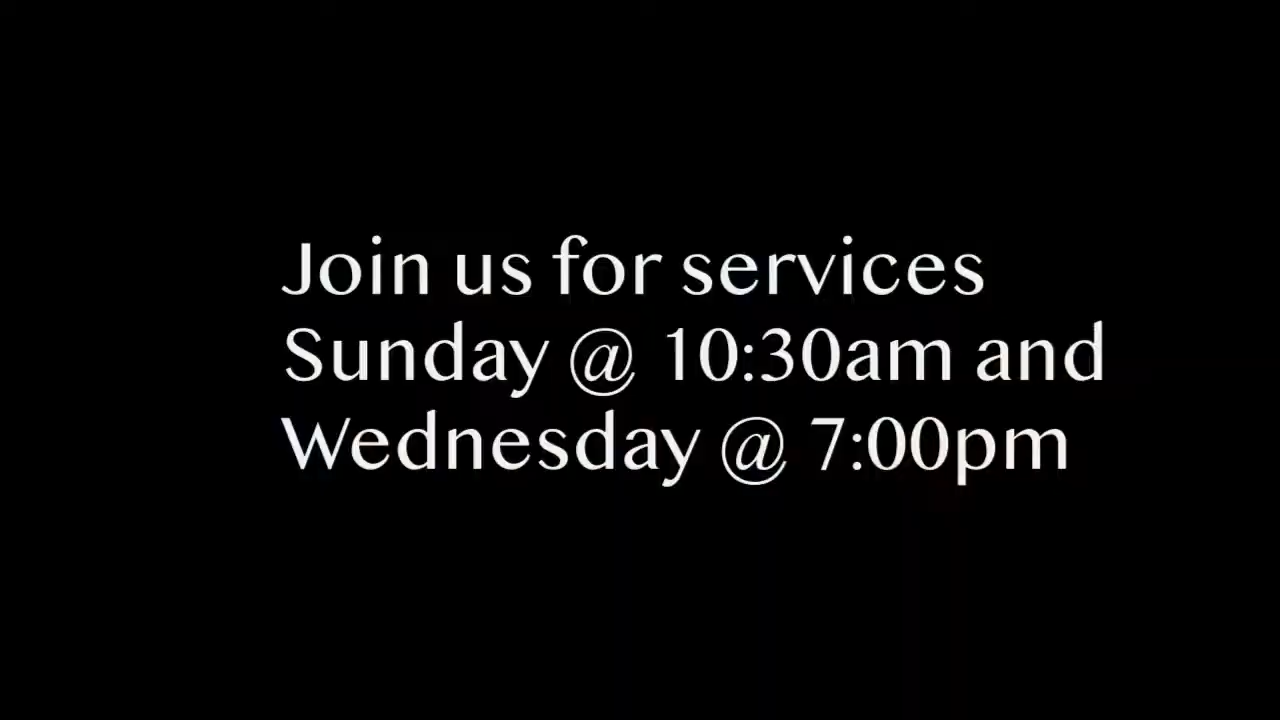 Join us for services
Sunday @ 10:30am and
Wednesday @ 7:00pm